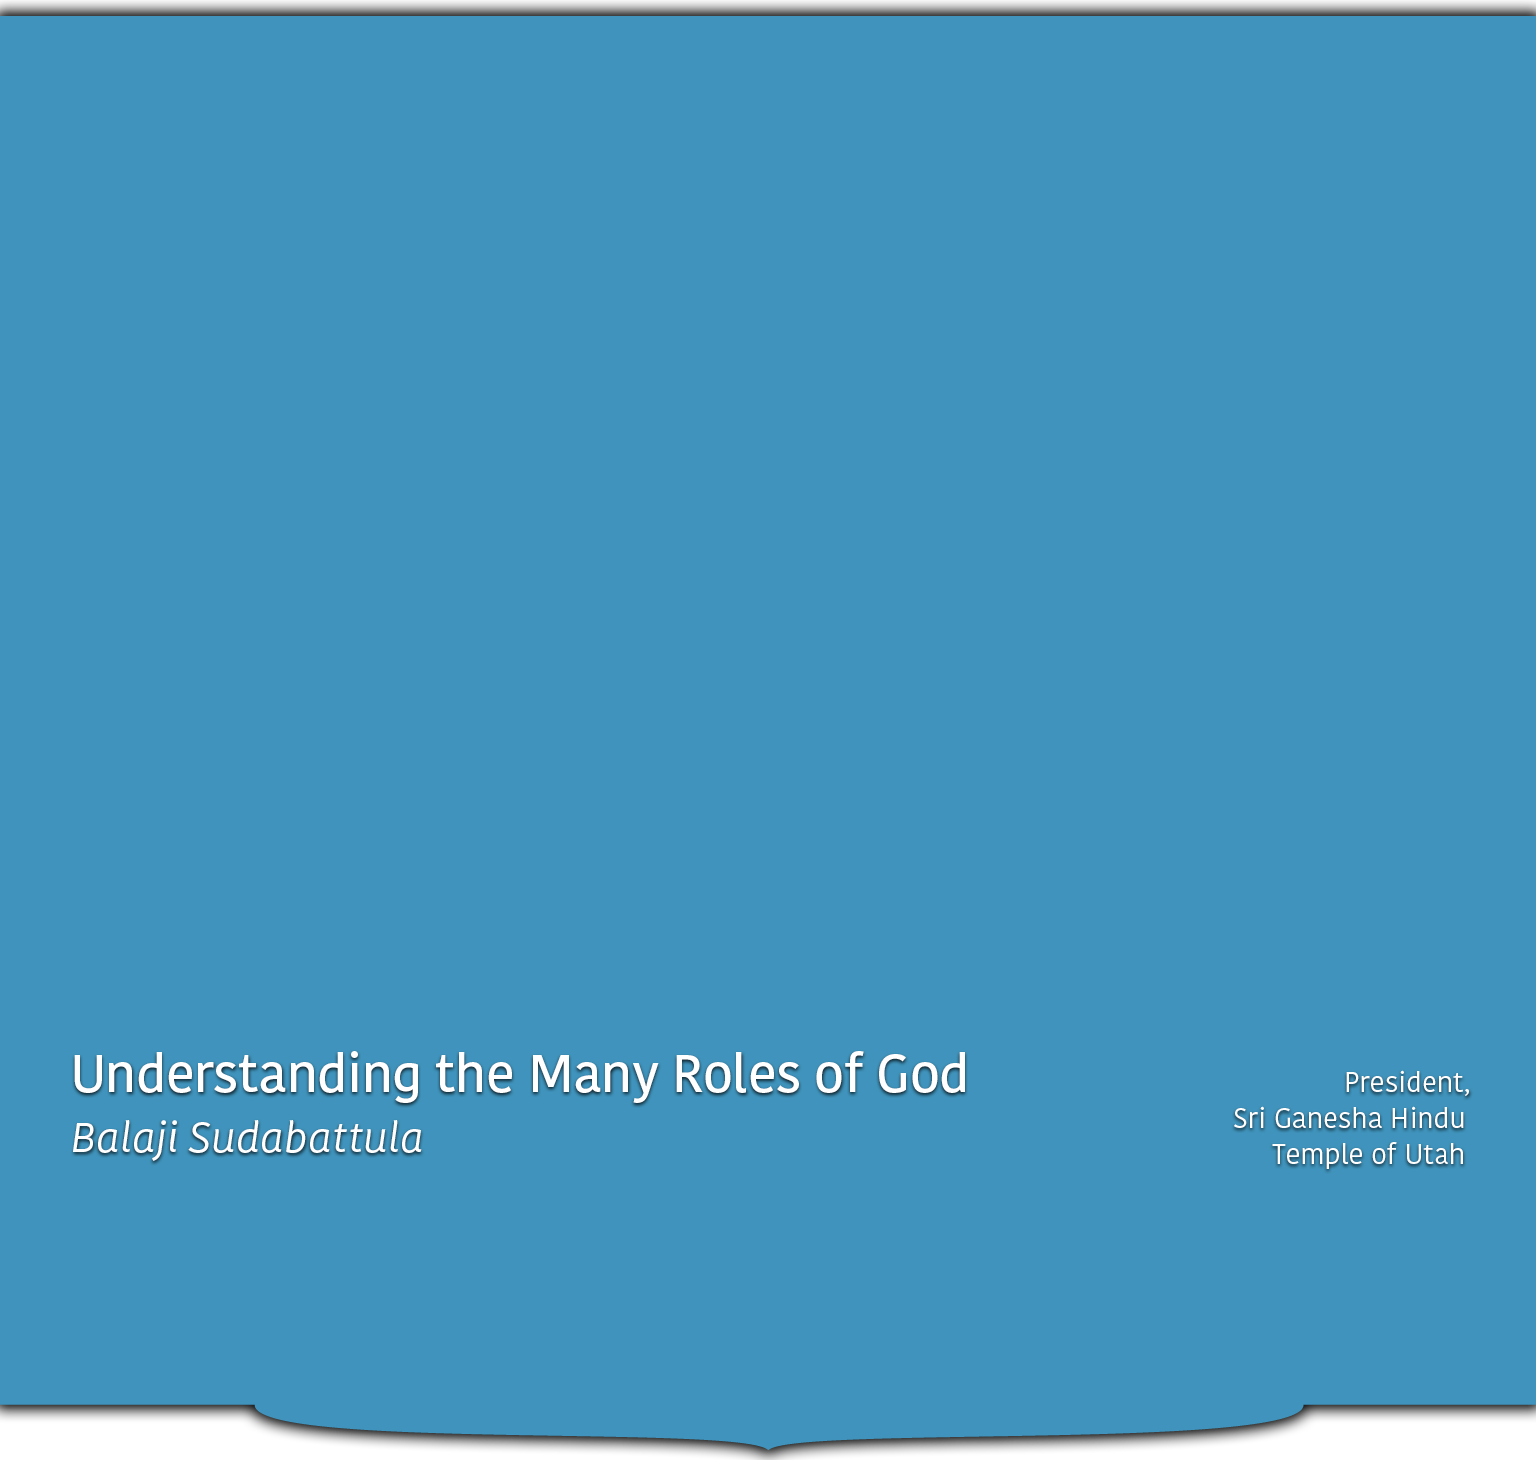 Understanding the Many Roles of God
Balaji Sudabattula
President,
Sri Ganesha Hindu
Temple of Utah